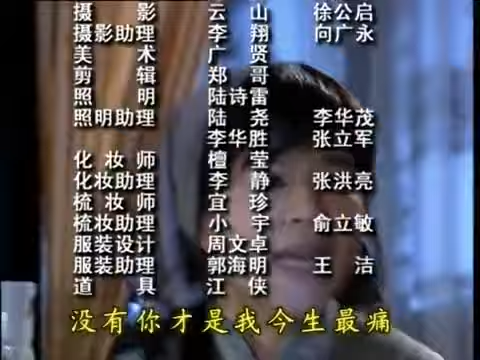 摄影 云山 徐公启
摄影助理 李翔 向广永
美术 广贤
剪辑 郑哥
照明 陆诗雷
照明助理 陆尧 李华茂
李华胜 张立军
化妆师 檀莹
化妆助理 李静 张洪亮
梳妆师 宜珍
梳妆助理 小宇 俞立敏
服装设计 周文卓
服装助理 郭海明 王洁
道具 江侠
没有你才是我今生最痛